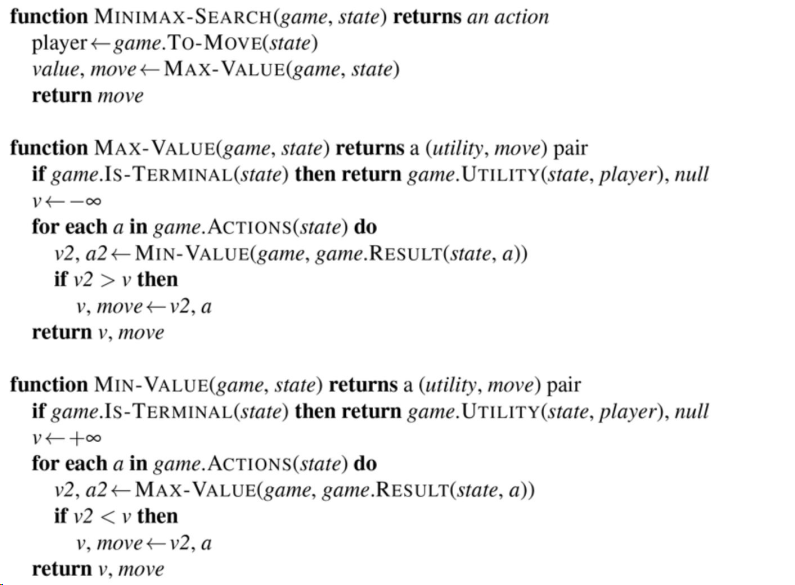 function MINIMAX-SEARCH(game, state) returns an action
player←game.TO-MOVE(state)
value, move←MAX-VALUE(game, state)
return move
function MAX-VALUE(game, state) returns a (utility, move) pair
if game.IS-TERMINAL(state) then return game.UTILITY(state, player), null
v←−∞
for each a in game.ACTIONS(state) do
v2, a2←MIN-VALUE(game, game.RESULT(state, a))
if v2 > v then
v, move←v2, a
return v, move
function MIN-VALUE(game, state) returns a (utility, move) pair
if game.IS-TERMINAL(state) then return game.UTILITY(state, player), null
v←+∞
for each a in game.ACTIONS(state) do
v2, a2←MAX-VALUE(game, game.RESULT(state, a))
if v2 < v then
v, move←v2, a
return v, move